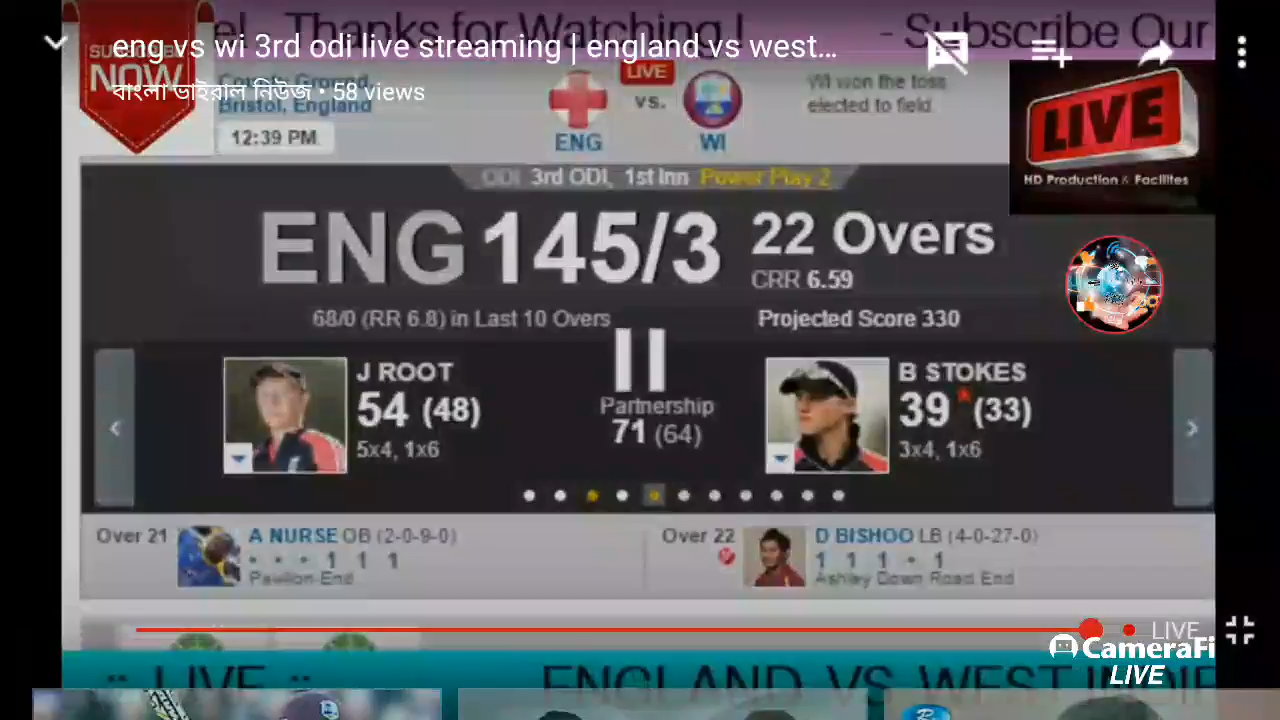 el - Thanks for Watching !
- Subscribe Our
SUBSCRIBE
NOW
eng vs wi 3rd odi live streaming | england vs west...
বাংলা ভাইরাল নিউজ • 58 views
Bristol, England
12:39 PM
LIVE
vs.
ENG
WI
WI won the toss
elected to field
LIVE
HD Production & Facilites
ODI 3rd ODI, 1st Inn Power Play 2
ENG 145/3
22 Overs
CRR 6.59
68/0 (RR 6.8) in Last 10 Overs
Projected Score 330
J ROOT
54 (48)
5x4, 1x6
Partnership
71 (64)
B STOKES
39 * (33)
3x4, 1x6
Over 21
A NURSE OB (2-0-9-0)
• • • 1 1 1
Pavilion End
Over 22
D BISHOO LB (4-0-27-0)
1 1 1 • 1
Ashley Down Road End
LIVE
CameraFi
LIVE
:: LIVE ::
ENGLAND VS WEST INDIE